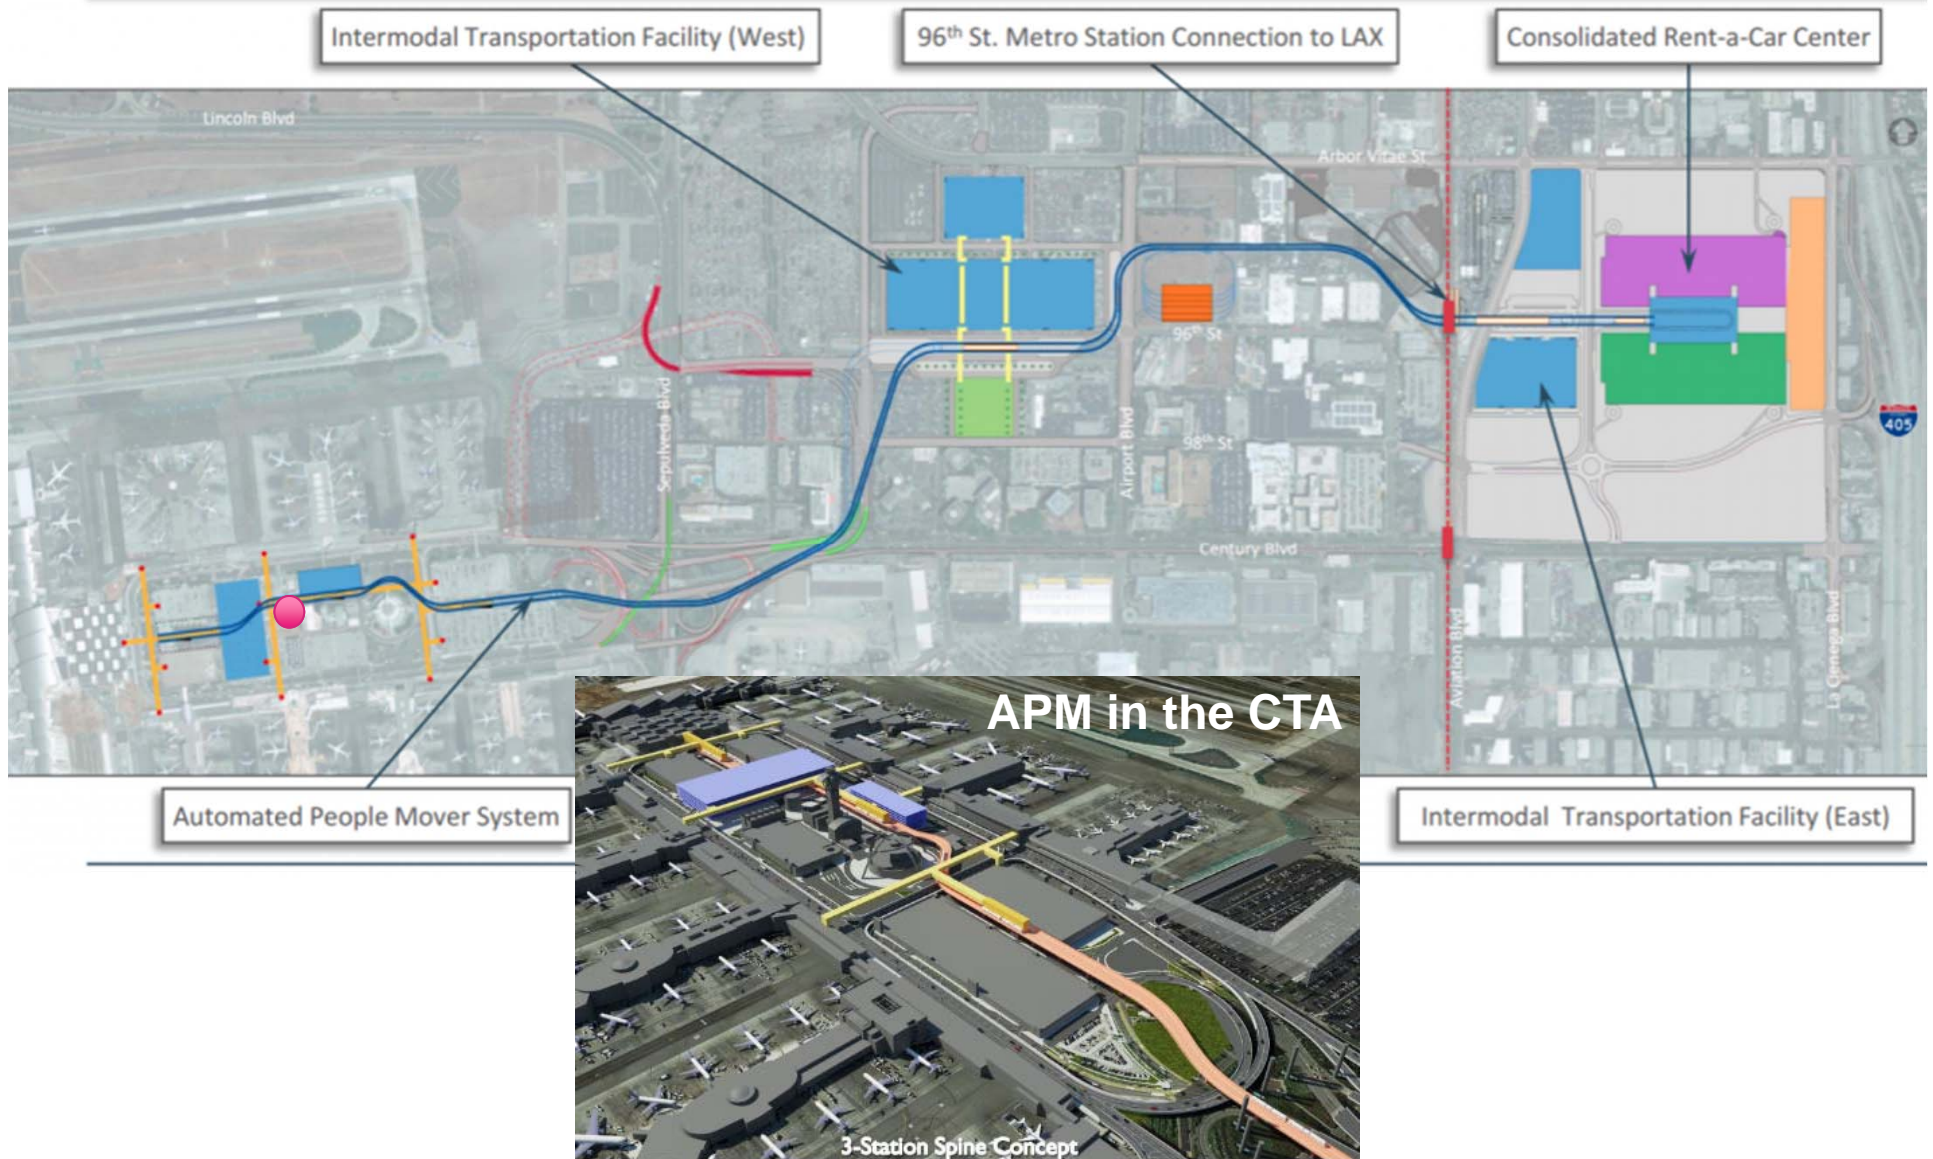 Intermodal Transportation Facility (West)
96th St. Metro Station Connection to LAX
Consolidated Rent-a-Car Center
Lincoln Blvd
Arbor Vitae St
96th St
Sepulveda Blvd
Airport Blvd
98th St
405
Century Blvd
Aviation Blvd
La Cienega Blvd
Automated People Mover System
Intermodal Transportation Facility (East)
APM in the CTA
3-Station Spine Concept